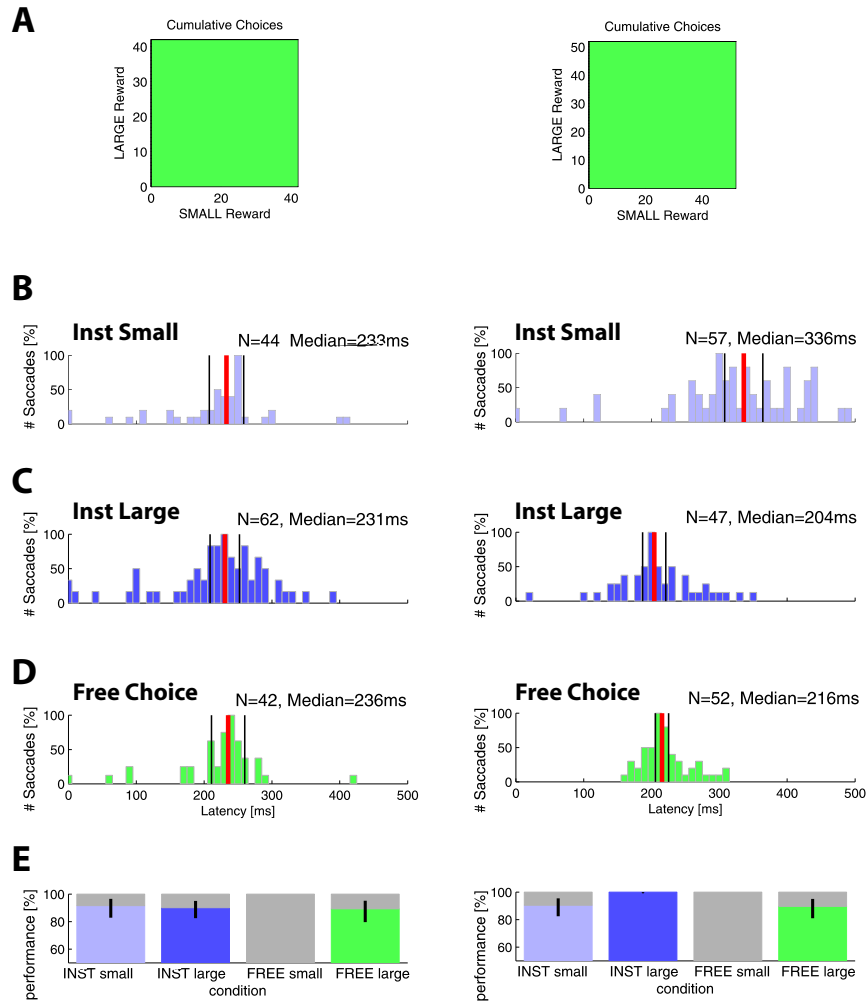 A
Cumulative Choices
LARGE Reward
40
30
20
10
0
0 20 40
SMALL Reward
Cumulative Choices
LARGE Reward
50
40
30
20
10
0
0 20 40
SMALL Reward
B
Inst Small
N=44 Median=233ms
# Saccades [%]
100
50
0
Inst Small
N=57, Median=336ms
# Saccades [%]
100
50
0
C
Inst Large
N=62, Median=231ms
# Saccades [%]
100
50
0
Inst Large
N=47, Median=204ms
# Saccades [%]
100
50
0
D
Free Choice
N=42, Median=236ms
# Saccades [%]
100
50
0
0 100 200 300 400 500
Latency [ms]
Free Choice
N=52, Median=216ms
# Saccades [%]
100
50
0
0 100 200 300 400 500
Latency [ms]
E
performance [%]
100
80
60
INST small INST large FREE small FREE large
condition
performance [%]
100
80
60
INST small INST large FREE small FREE large
condition